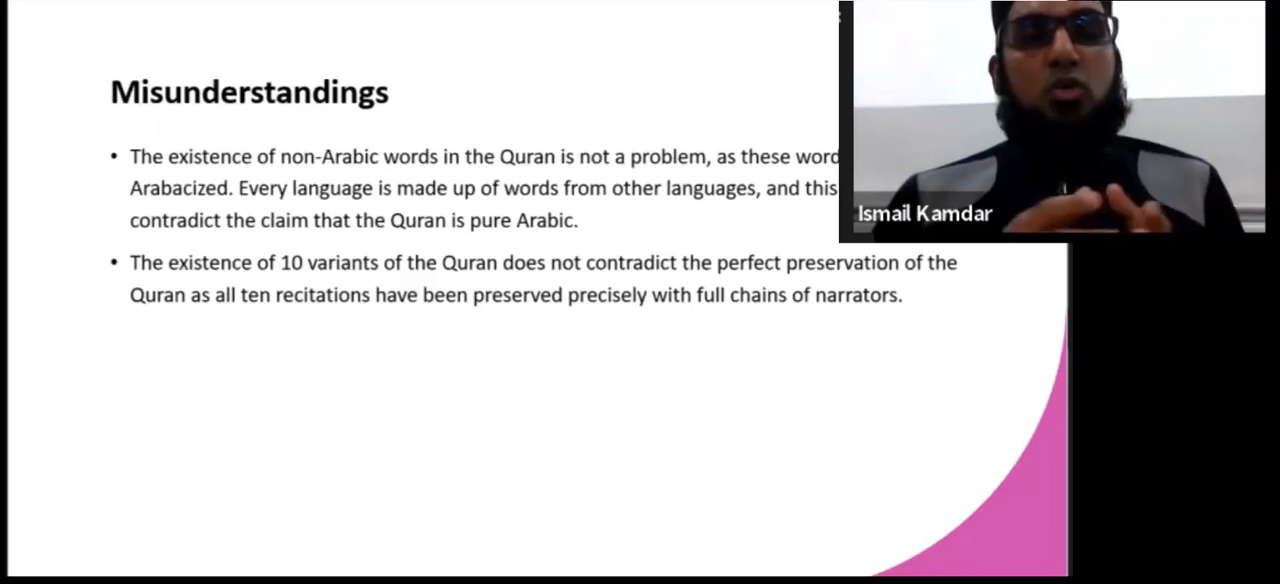 Misunderstandings
• The existence of non-Arabic words in the Quran is not a problem, as these word
Arabacized. Every language is made up of words from other languages, and this
contradict the claim that the Quran is pure Arabic.
• The existence of 10 variants of the Quran does not contradict the perfect preservation of the
Quran as all ten recitations have been preserved precisely with full chains of narrators.
Ismail Kamdar